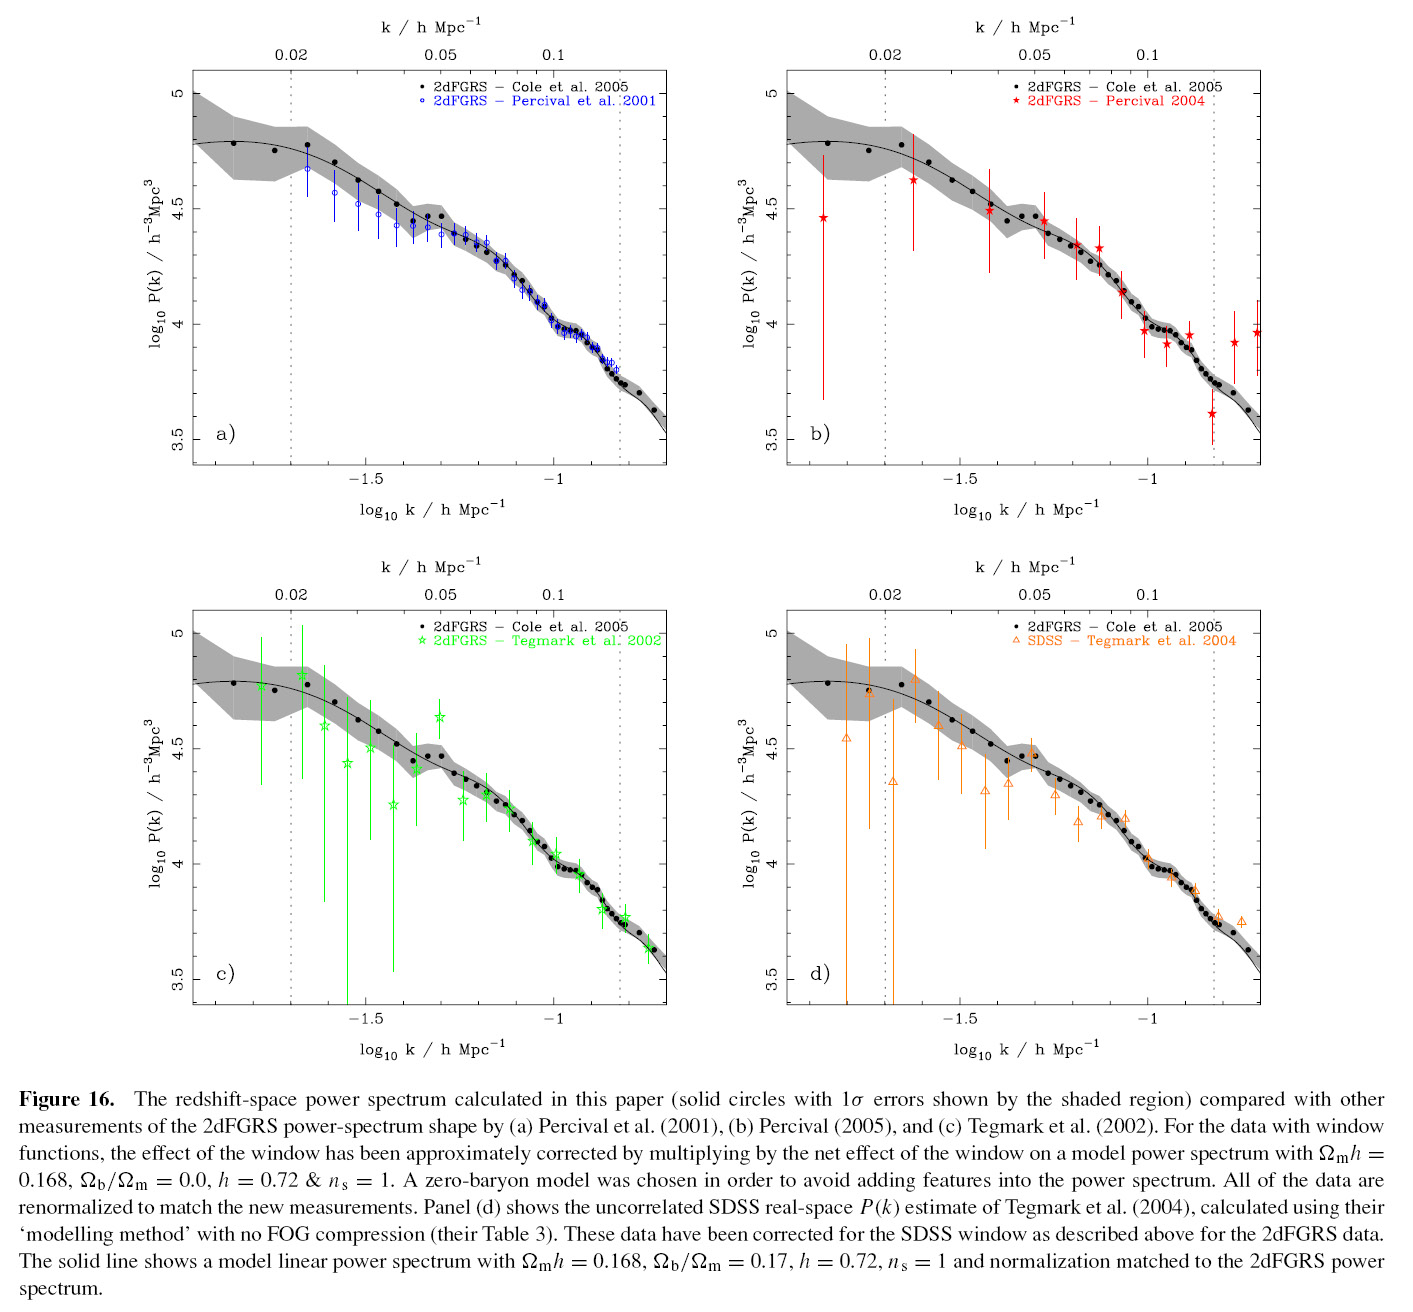 k / h Mpc⁻¹
0.02 0.05 0.1
2dFGRS – Cole et al. 2005
2dFGRS – Percival et al. 2001
5
4.5
4
3.5
log₁₀ P(k) / h⁻³Mpc³
a)
−1.5 −1
log₁₀ k / h Mpc⁻¹
k / h Mpc⁻¹
0.02 0.05 0.1
2dFGRS – Cole et al. 2005
2dFGRS – Percival 2004
5
4.5
4
3.5
log₁₀ P(k) / h⁻³Mpc³
b)
−1.5 −1
log₁₀ k / h Mpc⁻¹
k / h Mpc⁻¹
0.02 0.05 0.1
2dFGRS – Cole et al. 2005
2dFGRS – Tegmark et al. 2002
5
4.5
4
3.5
log₁₀ P(k) / h⁻³Mpc³
c)
−1.5 −1
log₁₀ k / h Mpc⁻¹
k / h Mpc⁻¹
0.02 0.05 0.1
2dFGRS – Cole et al. 2005
SDSS – Tegmark et al. 2004
5
4.5
4
3.5
log₁₀ P(k) / h⁻³Mpc³
d)
−1.5 −1
log₁₀ k / h Mpc⁻¹
Figure 16. The redshift-space power spectrum calculated in this paper (solid circles with 1σ errors shown by the shaded region) compared with other
measurements of the 2dFGRS power-spectrum shape by (a) Percival et al. (2001), (b) Percival (2005), and (c) Tegmark et al. (2002). For the data with window
functions, the effect of the window has been approximately corrected by multiplying by the net effect of the window on a model power spectrum with Ωₘh =
0.168, Ω_b/Ωₘ = 0.0, h = 0.72 & nₛ = 1. A zero-baryon model was chosen in order to avoid adding features into the power spectrum. All of the data are
renormalized to match the new measurements. Panel (d) shows the uncorrelated SDSS real-space P(k) estimate of Tegmark et al. (2004), calculated using their
‘modelling method’ with no FOG compression (their Table 3). These data have been corrected for the SDSS window as described above for the 2dFGRS data.
The solid line shows a model linear power spectrum with Ωₘh = 0.168, Ω_b/Ωₘ = 0.17, h = 0.72, nₛ = 1 and normalization matched to the 2dFGRS power
spectrum.